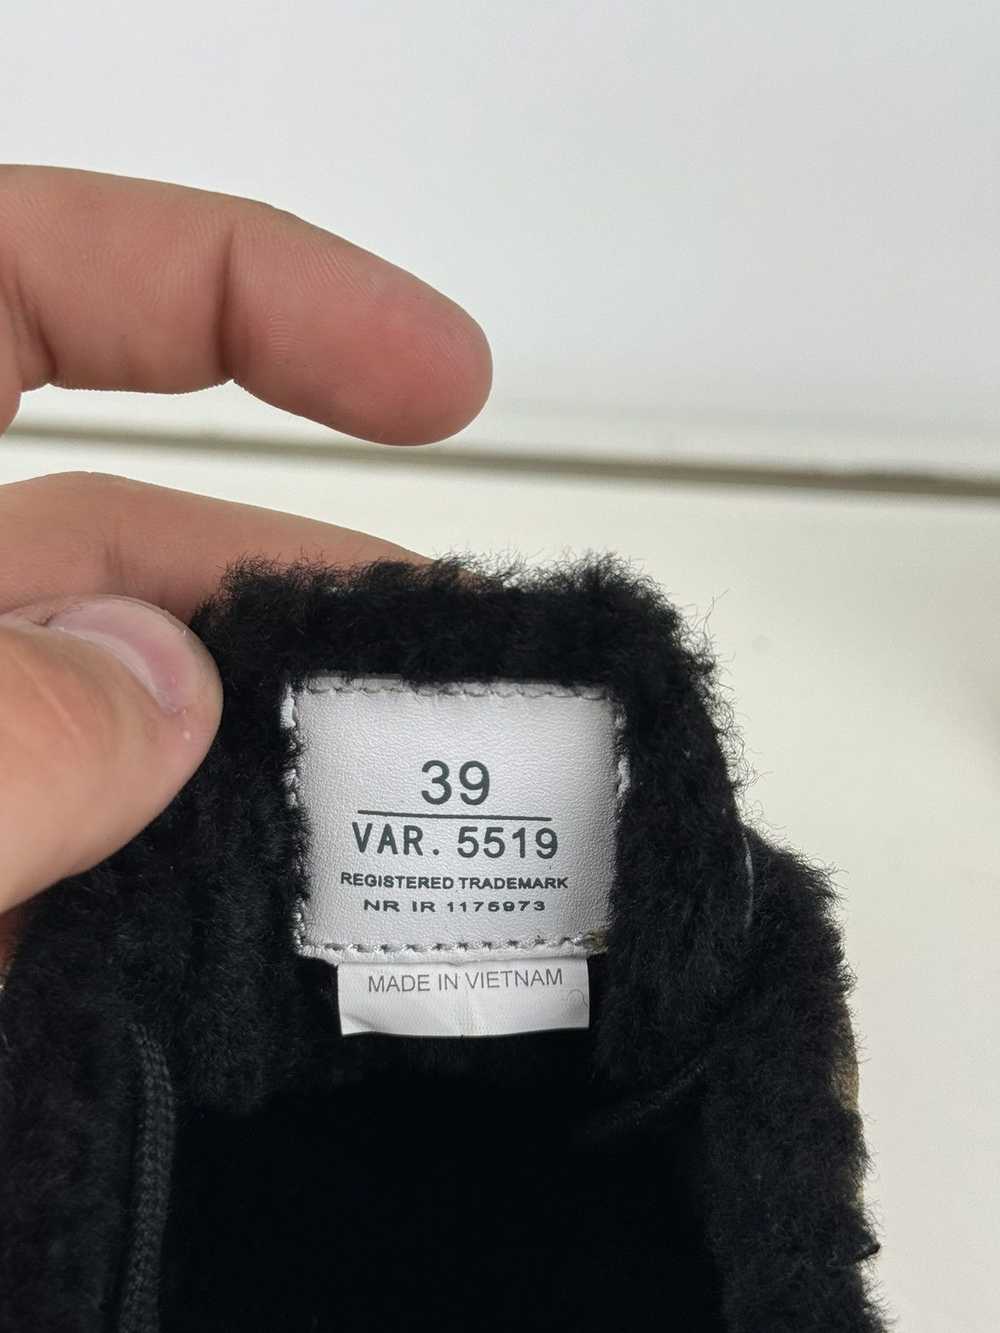 39
VAR. 5519
REGISTERED TRADEMARK
NR IR 1175973
MADE IN VIETNAM